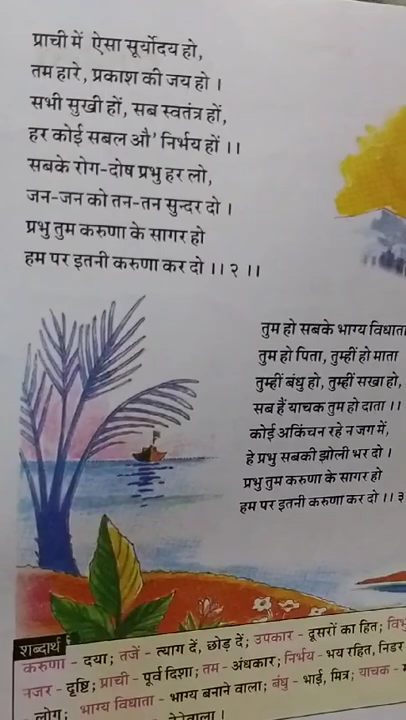 प्राची में ऐसा सूर्योदय हो,
तम हारे, प्रकाश की जय हो ।
सभी सुखी हों, सब स्वतंत्र हों,
हर कोई सबल औ' निर्भय हों ।।
सबके रोग-दोष प्रभु हर लो,
जन-जन को तन-तन सुन्दर दो ।
प्रभु तुम करुणा के सागर हो
हम पर इतनी करुणा कर दो ।। २ ।।
तुम हो सबके भाग्य विधाता
तुम हो पिता, तुम्हीं हो माता
तुम्हीं बंधु हो, तुम्हीं सखा हो,
सब हैं याचक तुम हो दाता ।।
कोई अकिंचन रहे न जग में,
हे प्रभु सबकी झोली भर दो ।
प्रभु तुम करुणा के सागर हो
हम पर इतनी करुणा कर दो ।। ३
शब्दार्थ
करुणा - दया; तजें - त्याग दें, छोड़ दें; उपकार - दूसरों का हित;
नजर - दृष्टि; प्राची - पूर्व दिशा; तम - अंधकार; निर्भय - भय रहित, निडर
लोग; भाग्य विधाता - भाग्य बनाने वाला; बंधु - भाई, मित्र; याचक -